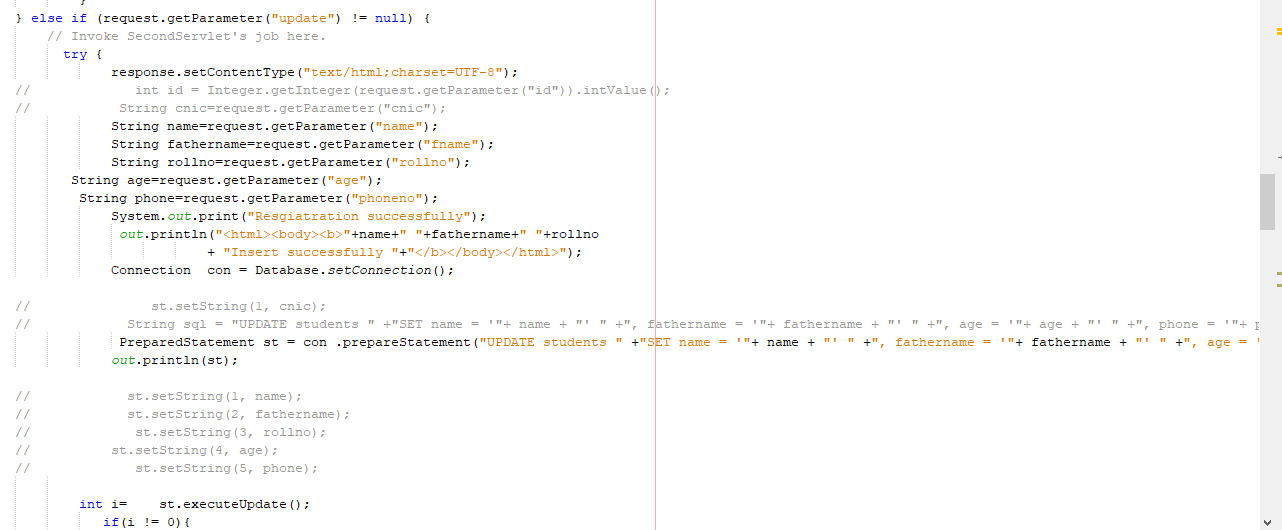 }
} else if (request.getParameter("update") != null) {
// Invoke SecondServlet's job here.
try {
response.setContentType("text/html;charset=UTF-8");
// int id = Integer.getInteger(request.getParameter("id")).intValue();
// String cnic=request.getParameter("cnic");
String name=request.getParameter("name");
String fathername=request.getParameter("fname");
String rollno=request.getParameter("rollno");
String age=request.getParameter("age");
String phone=request.getParameter("phoneno");
System.out.print("Resgiatration successfully");
out.println("<html><body><b>"+name+" "+fathername+" "+rollno
+ "Insert successfully "+"</b></body></html>");
Connection con = Database.setConnection();
// st.setString(1, cnic);
// String sql = "UPDATE students " +"SET name = '"+ name + "' " +", fathername = '"+ fathername + "' " +", age = '"+ age + "' " +", phone = '"+ p
PreparedStatement st = con .prepareStatement("UPDATE students " +"SET name = '"+ name + "' " +", fathername = '"+ fathername + "' " +", age = '
out.println(st);
// st.setString(1, name);
// st.setString(2, fathername);
// st.setString(3, rollno);
// st.setString(4, age);
// st.setString(5, phone);
int i= st.executeUpdate();
if(i != 0){